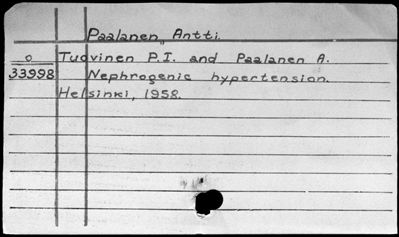 Paalanen, Antti.
O Tuovinen P.I. and Paalanen A.
33998 Nephrogenic hypertension.
Helsinki, 1958.